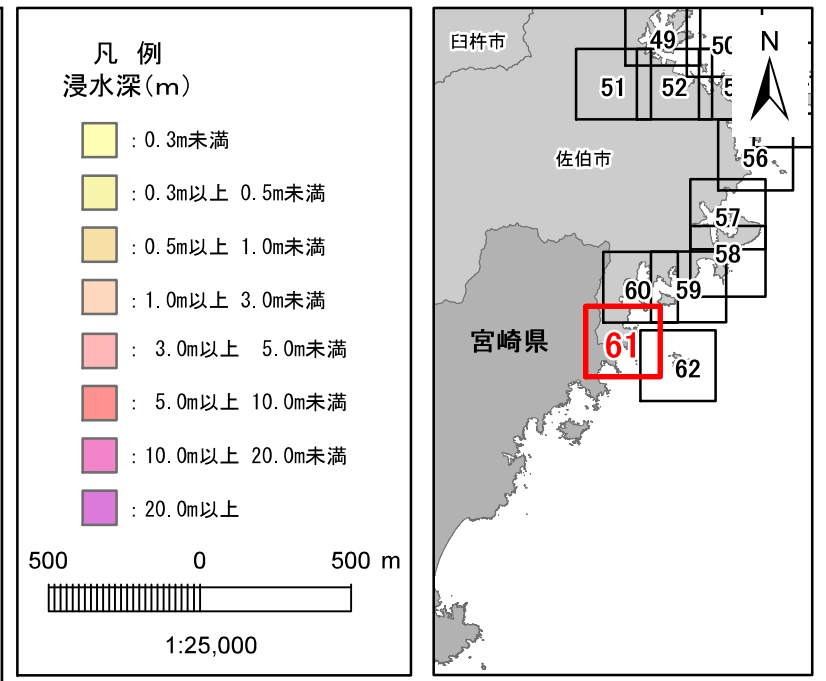 凡 例
浸水深(m)
: 0.3m未満
: 0.3m以上 0.5m未満
: 0.5m以上 1.0m未満
: 1.0m以上 3.0m未満
: 3.0m以上 5.0m未満
: 5.0m以上 10.0m未満
: 10.0m以上 20.0m未満
: 20.0m以上
500 0 500 m
1:25,000
臼杵市
49
50
N
51
52
佐伯市
56
57
58
60
59
宮崎県
61
62